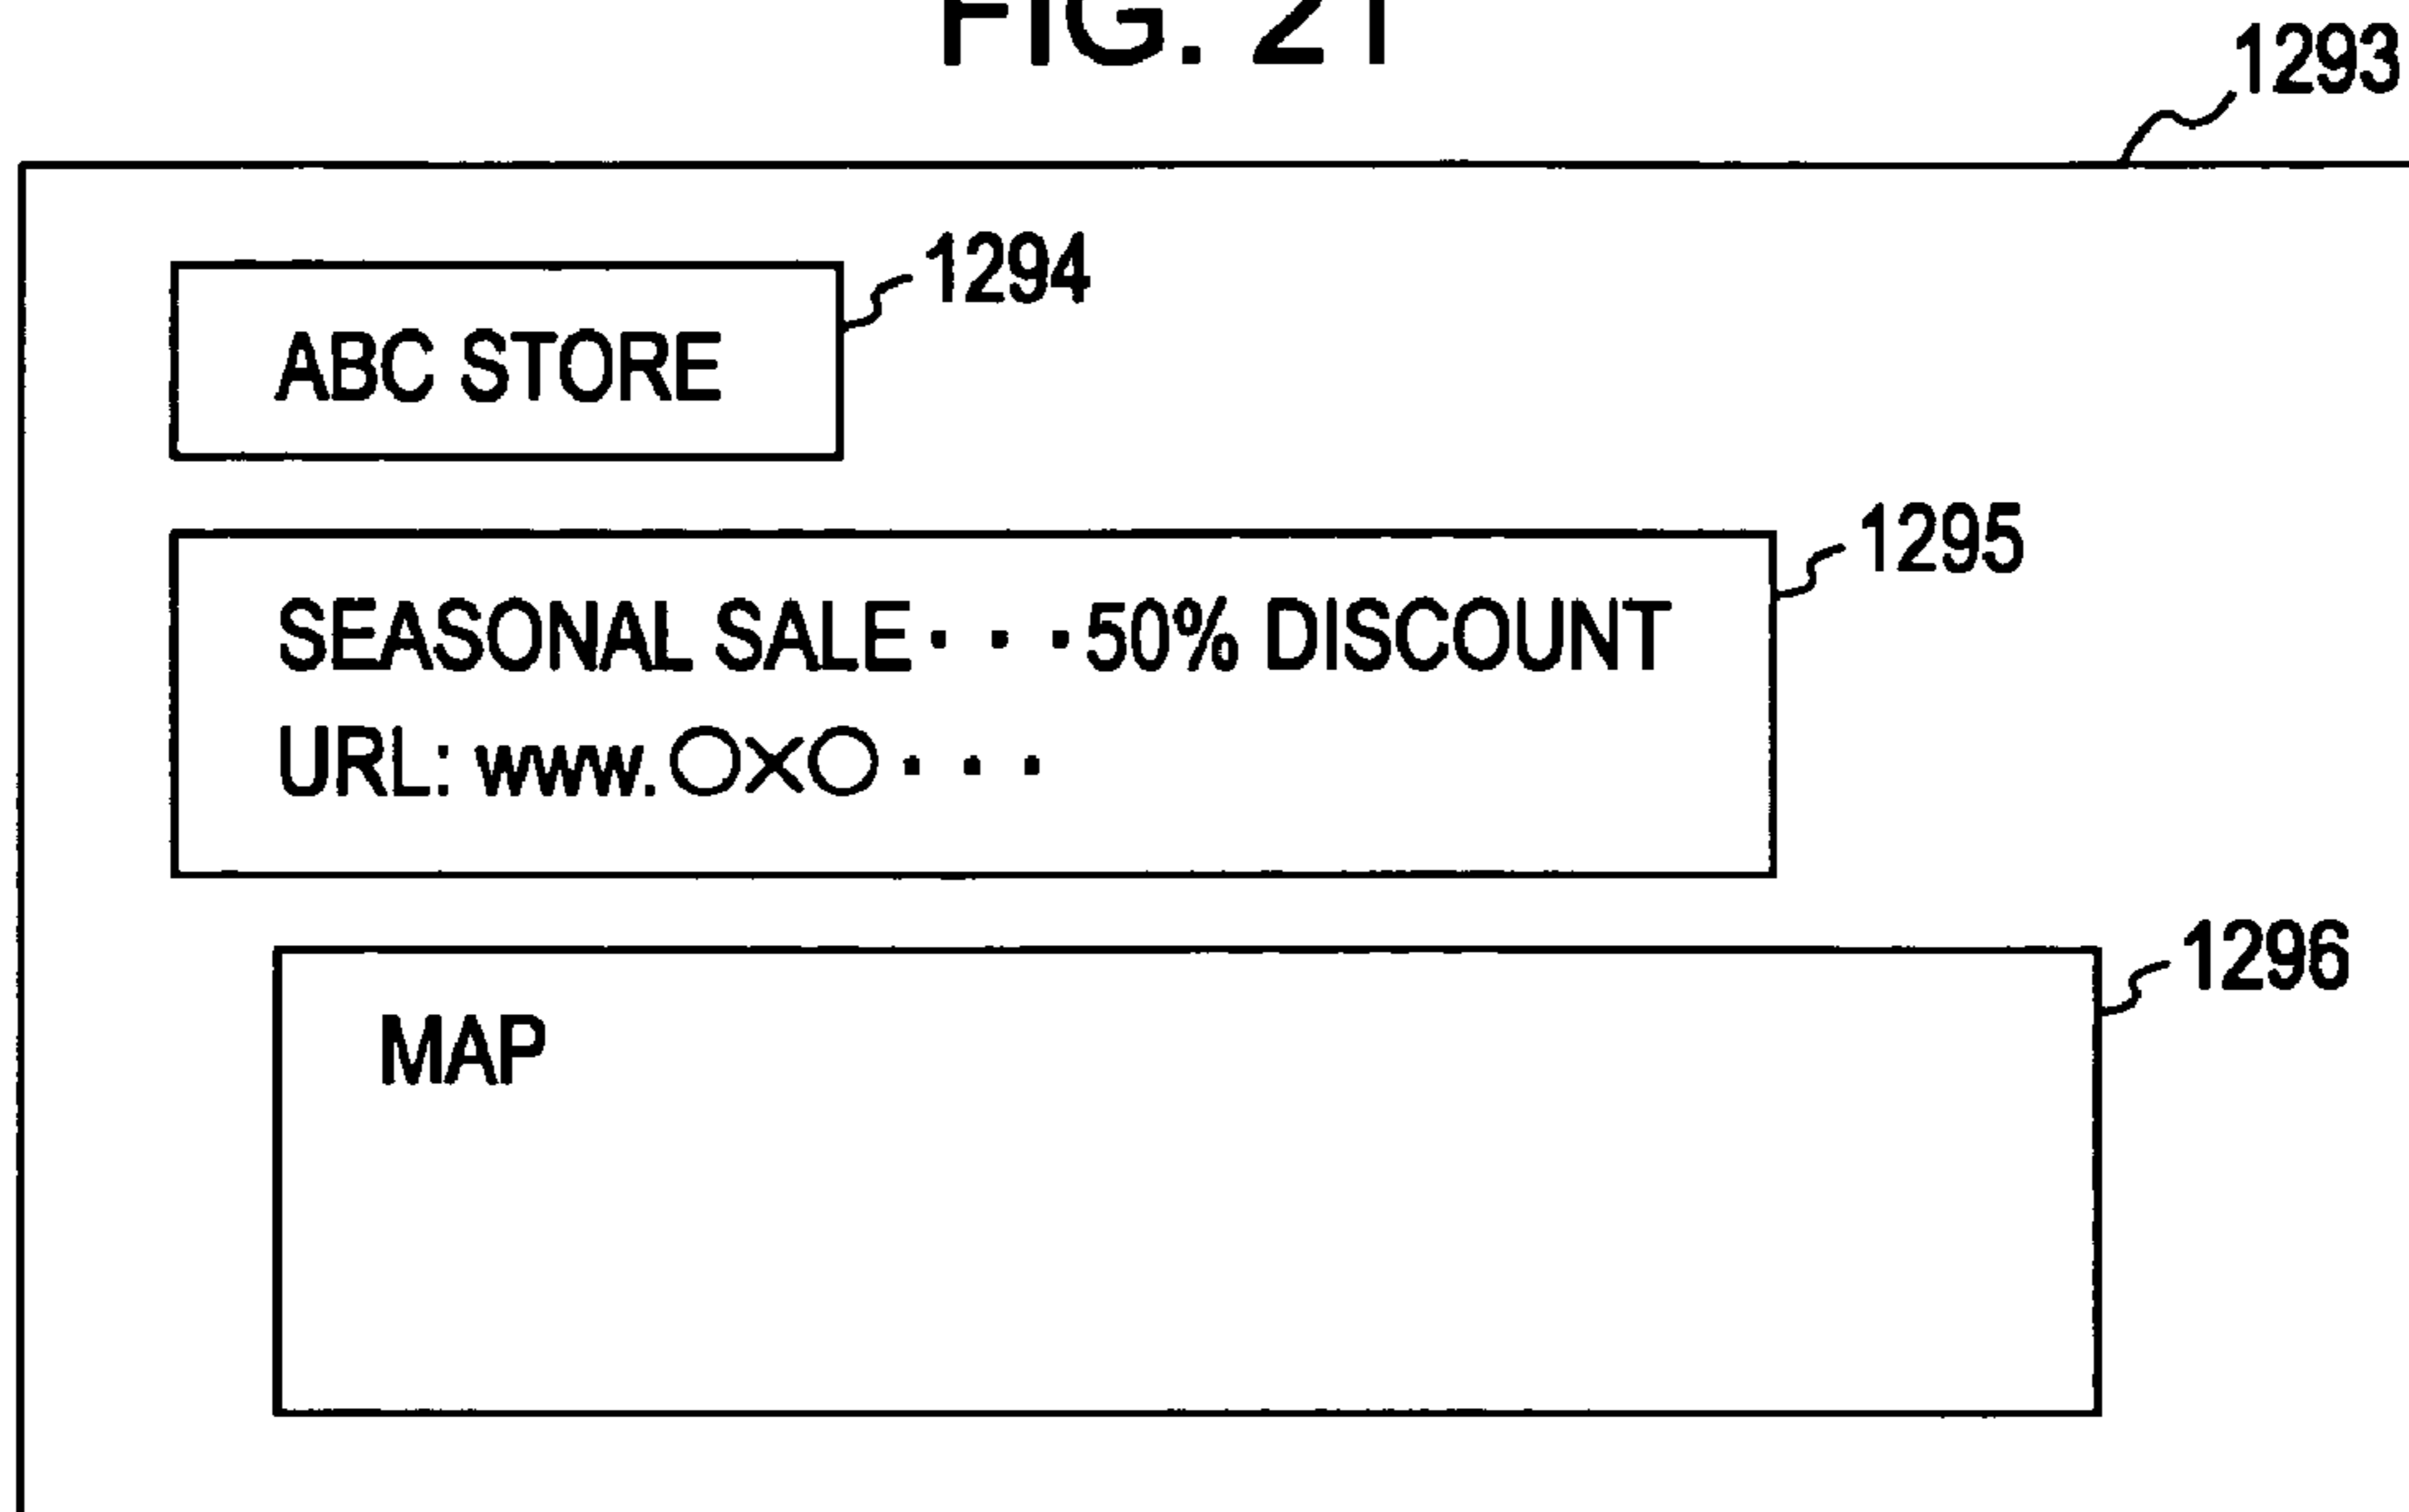 FIG. 21
1293
1294
ABC STORE
1295
SEASONAL SALE・・・50% DISCOUNT
URL: www.○×○・・・
1296
MAP